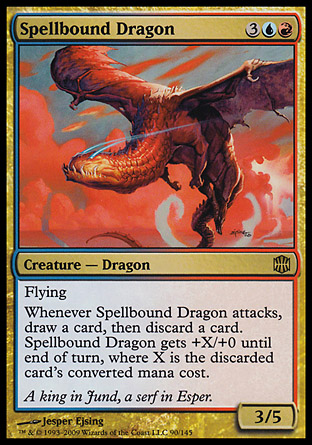 Spellbound Dragon 3
Creature — Dragon
Flying
Whenever Spellbound Dragon attacks,
draw a card, then discard a card.
Spellbound Dragon gets +X/+0 until
end of turn, where X is the discarded
card's converted mana cost.
A king in Jund, a serf in Esper.
Jesper Ejsing
™ & © 1993-2009 Wizards of the Coast LLC 90/145
3/5